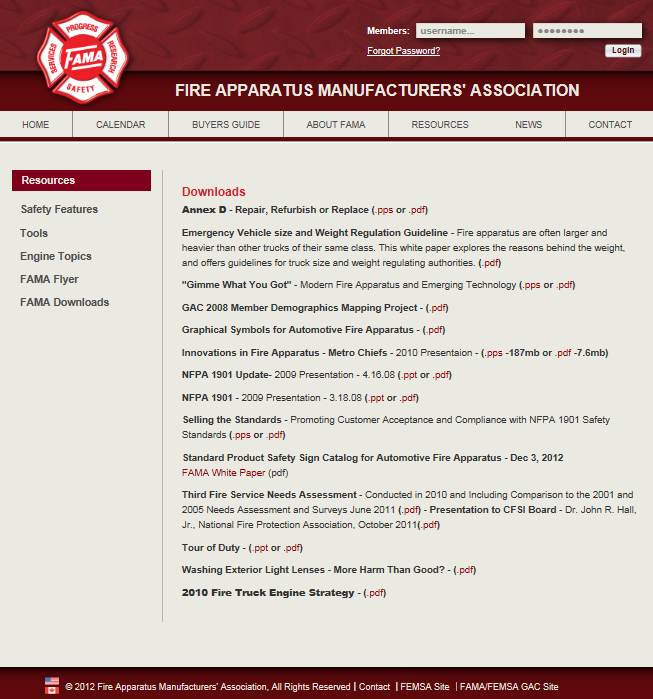 PROGRESS
SERVICES
RESEARCH
FAMA
SAFETY
Members: username... ●●●●●●●●
Forgot Password? Login
FIRE APPARATUS MANUFACTURERS' ASSOCIATION
HOME CALENDAR BUYERS GUIDE ABOUT FAMA RESOURCES NEWS CONTACT
Resources
Safety Features
Tools
Engine Topics
FAMA Flyer
FAMA Downloads
Downloads
Annex D - Repair, Refurbish or Replace (.pps or .pdf)
Emergency Vehicle size and Weight Regulation Guideline - Fire apparatus are often larger and
heavier than other trucks of their same class. This white paper explores the reasons behind the weight,
and offers guidelines for truck size and weight regulating authorities. (.pdf)
"Gimme What You Got" - Modern Fire Apparatus and Emerging Technology (.pps or .pdf)
GAC 2008 Member Demographics Mapping Project - (.pdf)
Graphical Symbols for Automotive Fire Apparatus - (.pdf)
Innovations in Fire Apparatus - Metro Chiefs - 2010 Presentaion - (.pps -187mb or .pdf -7.6mb)
NFPA 1901 Update- 2009 Presentation - 4.16.08 (.ppt or .pdf)
NFPA 1901 - 2009 Presentation - 3.18.08 (.ppt or .pdf)
Selling the Standards - Promoting Customer Acceptance and Compliance with NFPA 1901 Safety
Standards (.pps or .pdf)
Standard Product Safety Sign Catalog for Automotive Fire Apparatus - Dec 3, 2012
FAMA White Paper (pdf)
Third Fire Service Needs Assessment - Conducted in 2010 and Including Comparison to the 2001 and
2005 Needs Assessment and Surveys June 2011 (.pdf) - Presentation to CFSI Board - Dr. John R. Hall,
Jr., National Fire Protection Association, October 2011(.pdf)
Tour of Duty - (.ppt or .pdf)
Washing Exterior Light Lenses - More Harm Than Good? - (.pdf)
2010 Fire Truck Engine Strategy - (.pdf)
© 2012 Fire Apparatus Manufacturers' Association, All Rights Reserved | Contact | FEMSA Site | FAMA/FEMSA GAC Site